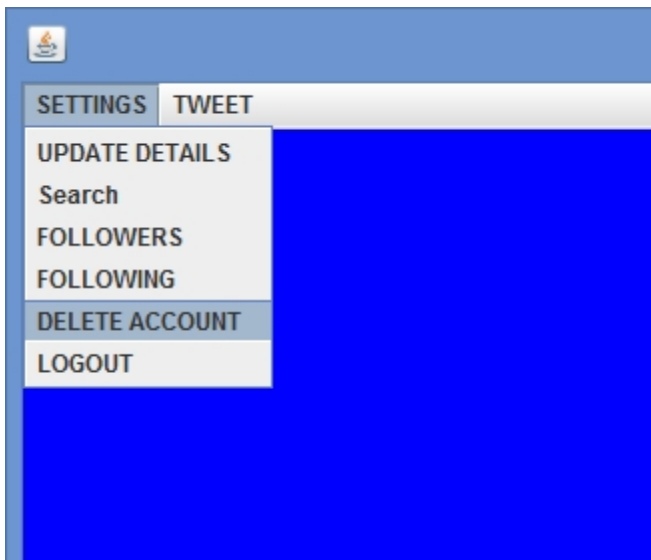 SETTINGS TWEET
UPDATE DETAILS
Search
FOLLOWERS
FOLLOWING
DELETE ACCOUNT
LOGOUT